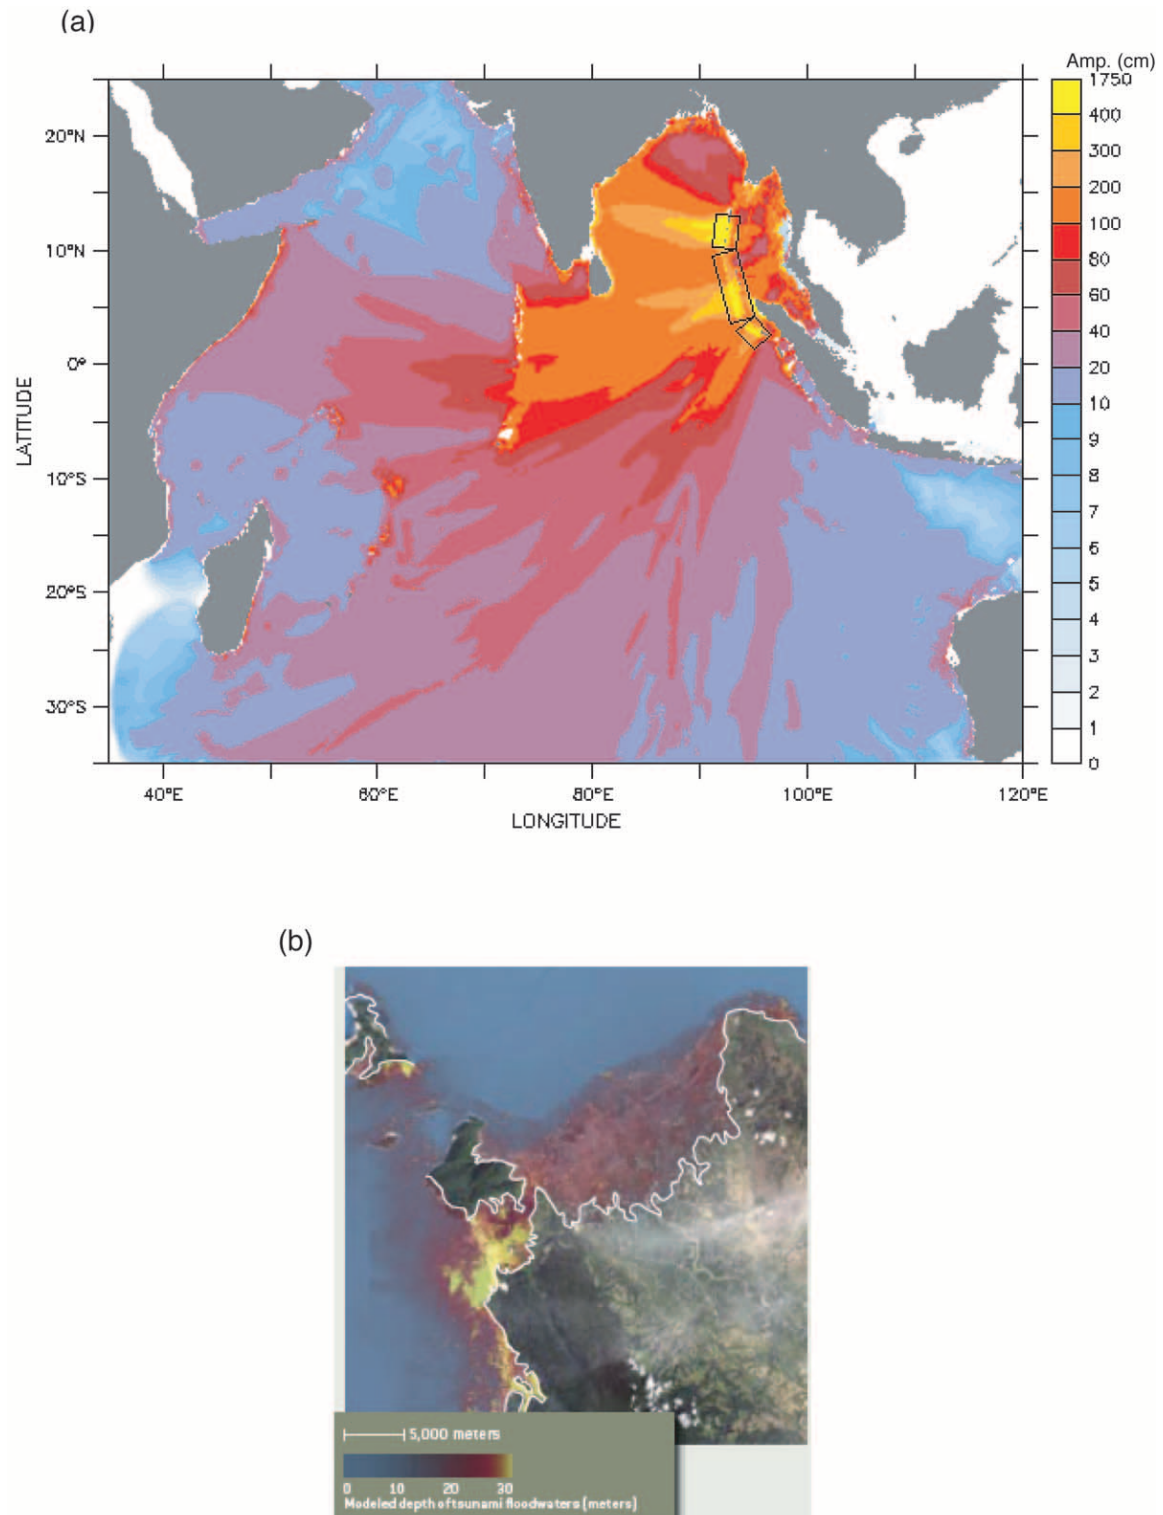 (a)
Amp. (cm)
1750
400
300
200
100
80
60
40
20
10
9
8
7
6
5
4
3
2
1
0
20°N
10°N
0°
10°S
20°S
30°S
LATITUDE
40°E
60°E
80°E
100°E
120°E
LONGITUDE
(b)
5,000 meters
0 10 20 30
Modeled depth of tsunami floodwaters (meters)